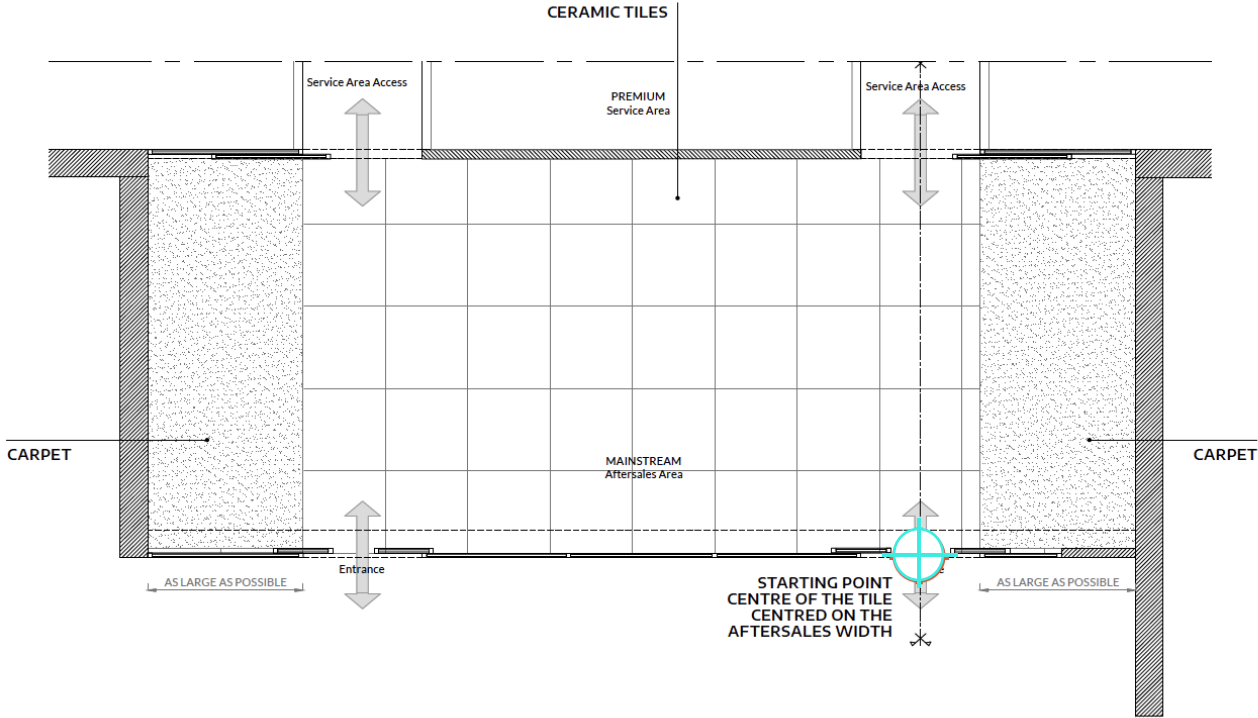 CERAMIC TILES
Service Area Access
PREMIUM
Service Area
Service Area Access
CARPET
MAINSTREAM
Aftersales Area
CARPET
Entrance
AS LARGE AS POSSIBLE
STARTING POINT
CENTRE OF THE TILE
CENTRED ON THE
AFTERSALES WIDTH
AS LARGE AS POSSIBLE